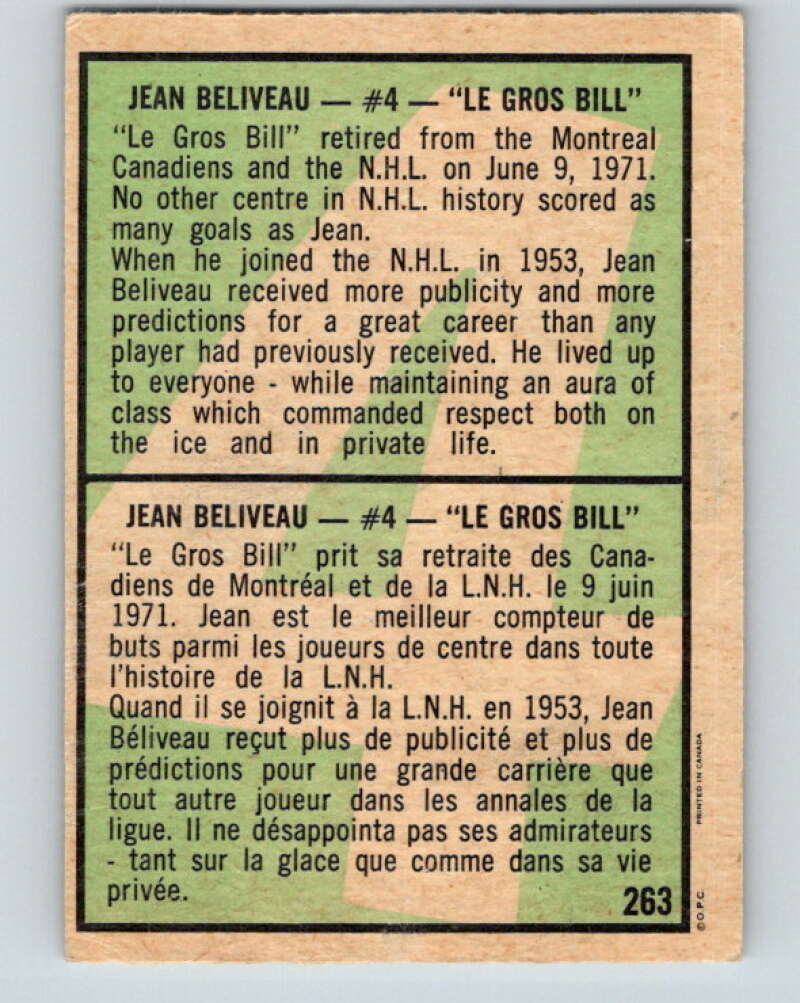 JEAN BELIVEAU — #4 — "LE GROS BILL"
"Le Gros Bill" retired from the Montreal
Canadiens and the N.H.L. on June 9, 1971.
No other centre in N.H.L. history scored as
many goals as Jean.
When he joined the N.H.L. in 1953, Jean
Beliveau received more publicity and more
predictions for a great career than any
player had previously received. He lived up
to everyone - while maintaining an aura of
class which commanded respect both on
the ice and in private life.
JEAN BELIVEAU — #4 — "LE GROS BILL"
"Le Gros Bill" prit sa retraite des Cana-
diens de Montréal et de la L.N.H. le 9 juin
1971. Jean est le meilleur compteur de
buts parmi les joueurs de centre dans toute
l'histoire de la L.N.H.
Quand il se joignit à la L.N.H. en 1953, Jean
Béliveau reçut plus de publicité et plus de
prédictions pour une grande carrière que
tout autre joueur dans les annales de la
ligue. Il ne désappointa pas ses admirateurs
- tant sur la glace que comme dans sa vie
privée.
263
© O.P.C.
PRINTED IN CANADA